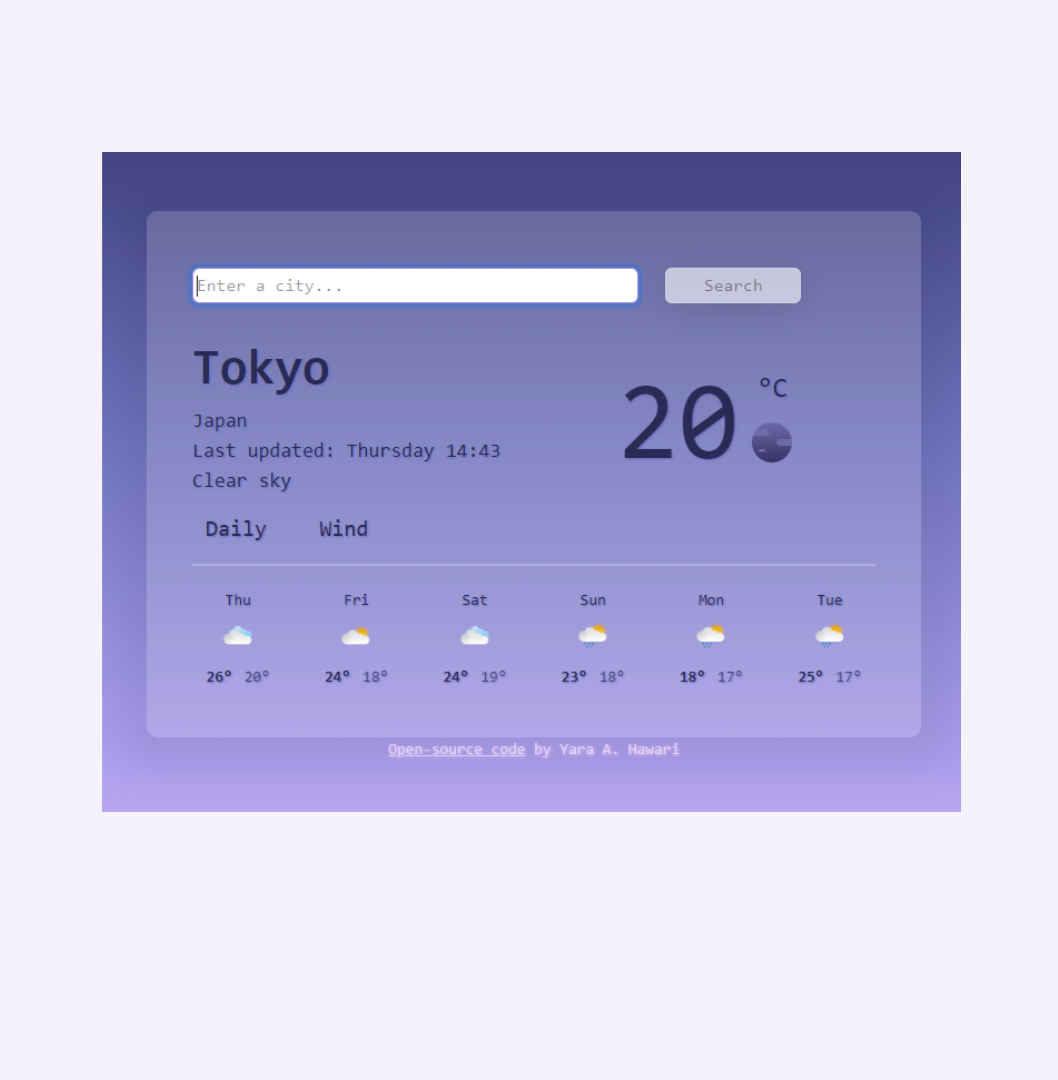 Enter a city... Search
Tokyo
20 °C
Japan
Last updated: Thursday 14:43
Clear sky
Daily Wind
Thu Fri Sat Sun Mon Tue
26° 20° 24° 18° 24° 19° 23° 18° 18° 17° 25° 17°
Open-source code by Yara A. Hawari